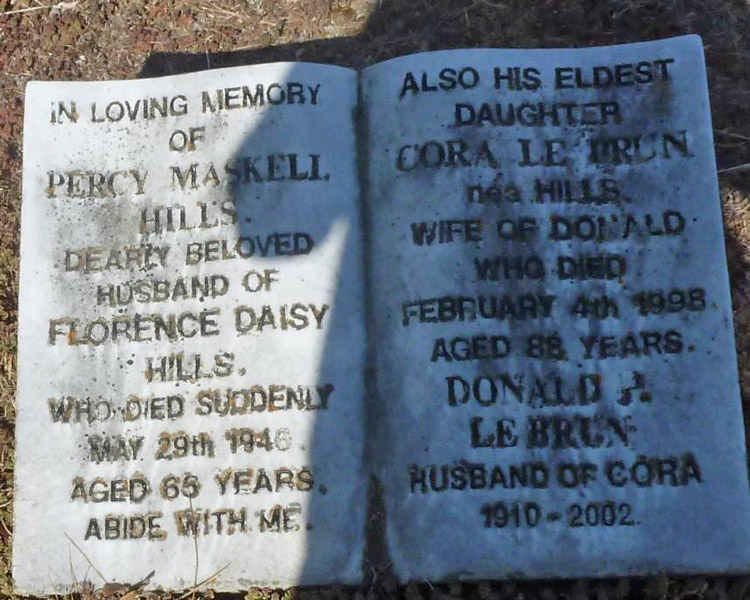 IN LOVING MEMORY
OF
PERCY MASKELL
HILLS.
DEARLY BELOVED
HUSBAND OF
FLORENCE DAISY
HILLS.
WHO DIED SUDDENLY
MAY 29th 1946.
AGED 65 YEARS.
ABIDE WITH ME.
ALSO HIS ELDEST
DAUGHTER
CORA LE BRUN
née HILLS.
WIFE OF DONALD
WHO DIED
FEBRUARY 4th 1998.
AGED 88 YEARS.
DONALD P.
LE BRUN
HUSBAND OF CORA
1910 - 2002.